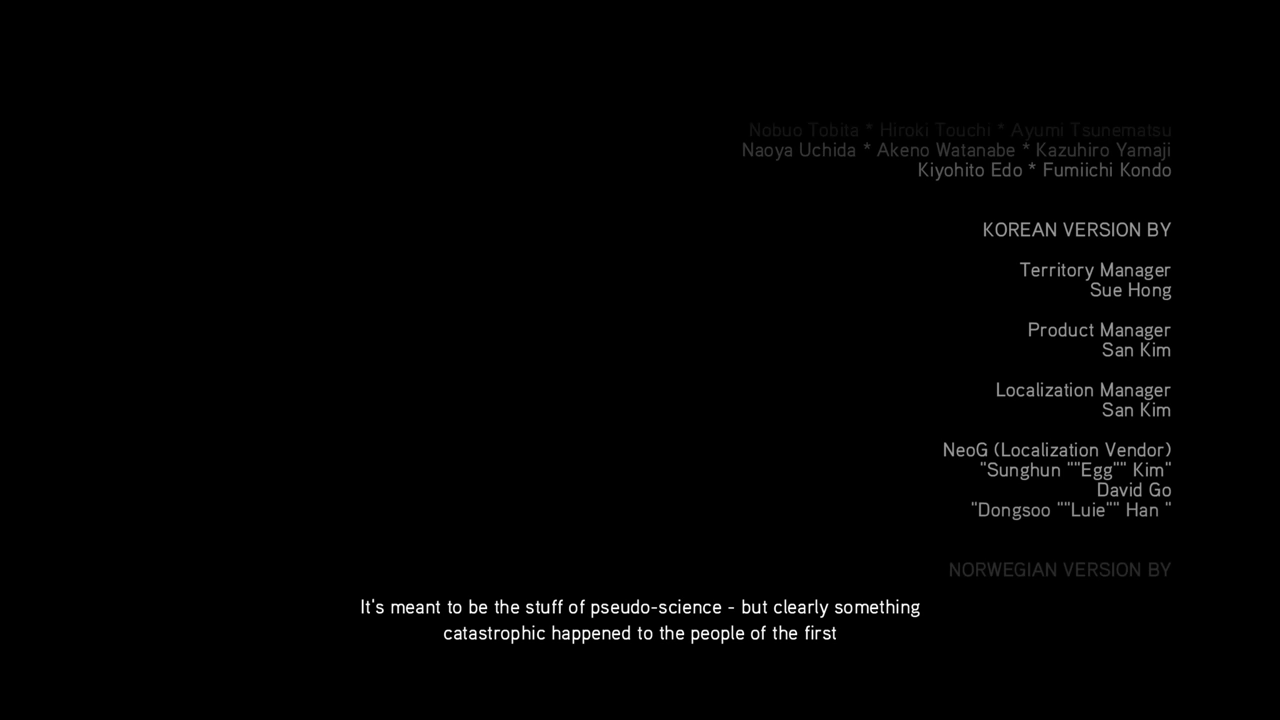 Nobuo Tobita * Hiroki Touchi * Ayumi Tsunematsu
Naoya Uchida * Akeno Watanabe * Kazuhiro Yamaji
Kiyohito Edo * Fumiichi Kondo
KOREAN VERSION BY
Territory Manager
Sue Hong
Product Manager
San Kim
Localization Manager
San Kim
NeoG (Localization Vendor)
"Sunghun ""Egg"" Kim"
David Go
"Dongsoo ""Luie"" Han "
NORWEGIAN VERSION BY
It's meant to be the stuff of pseudo-science - but clearly something
catastrophic happened to the people of the first